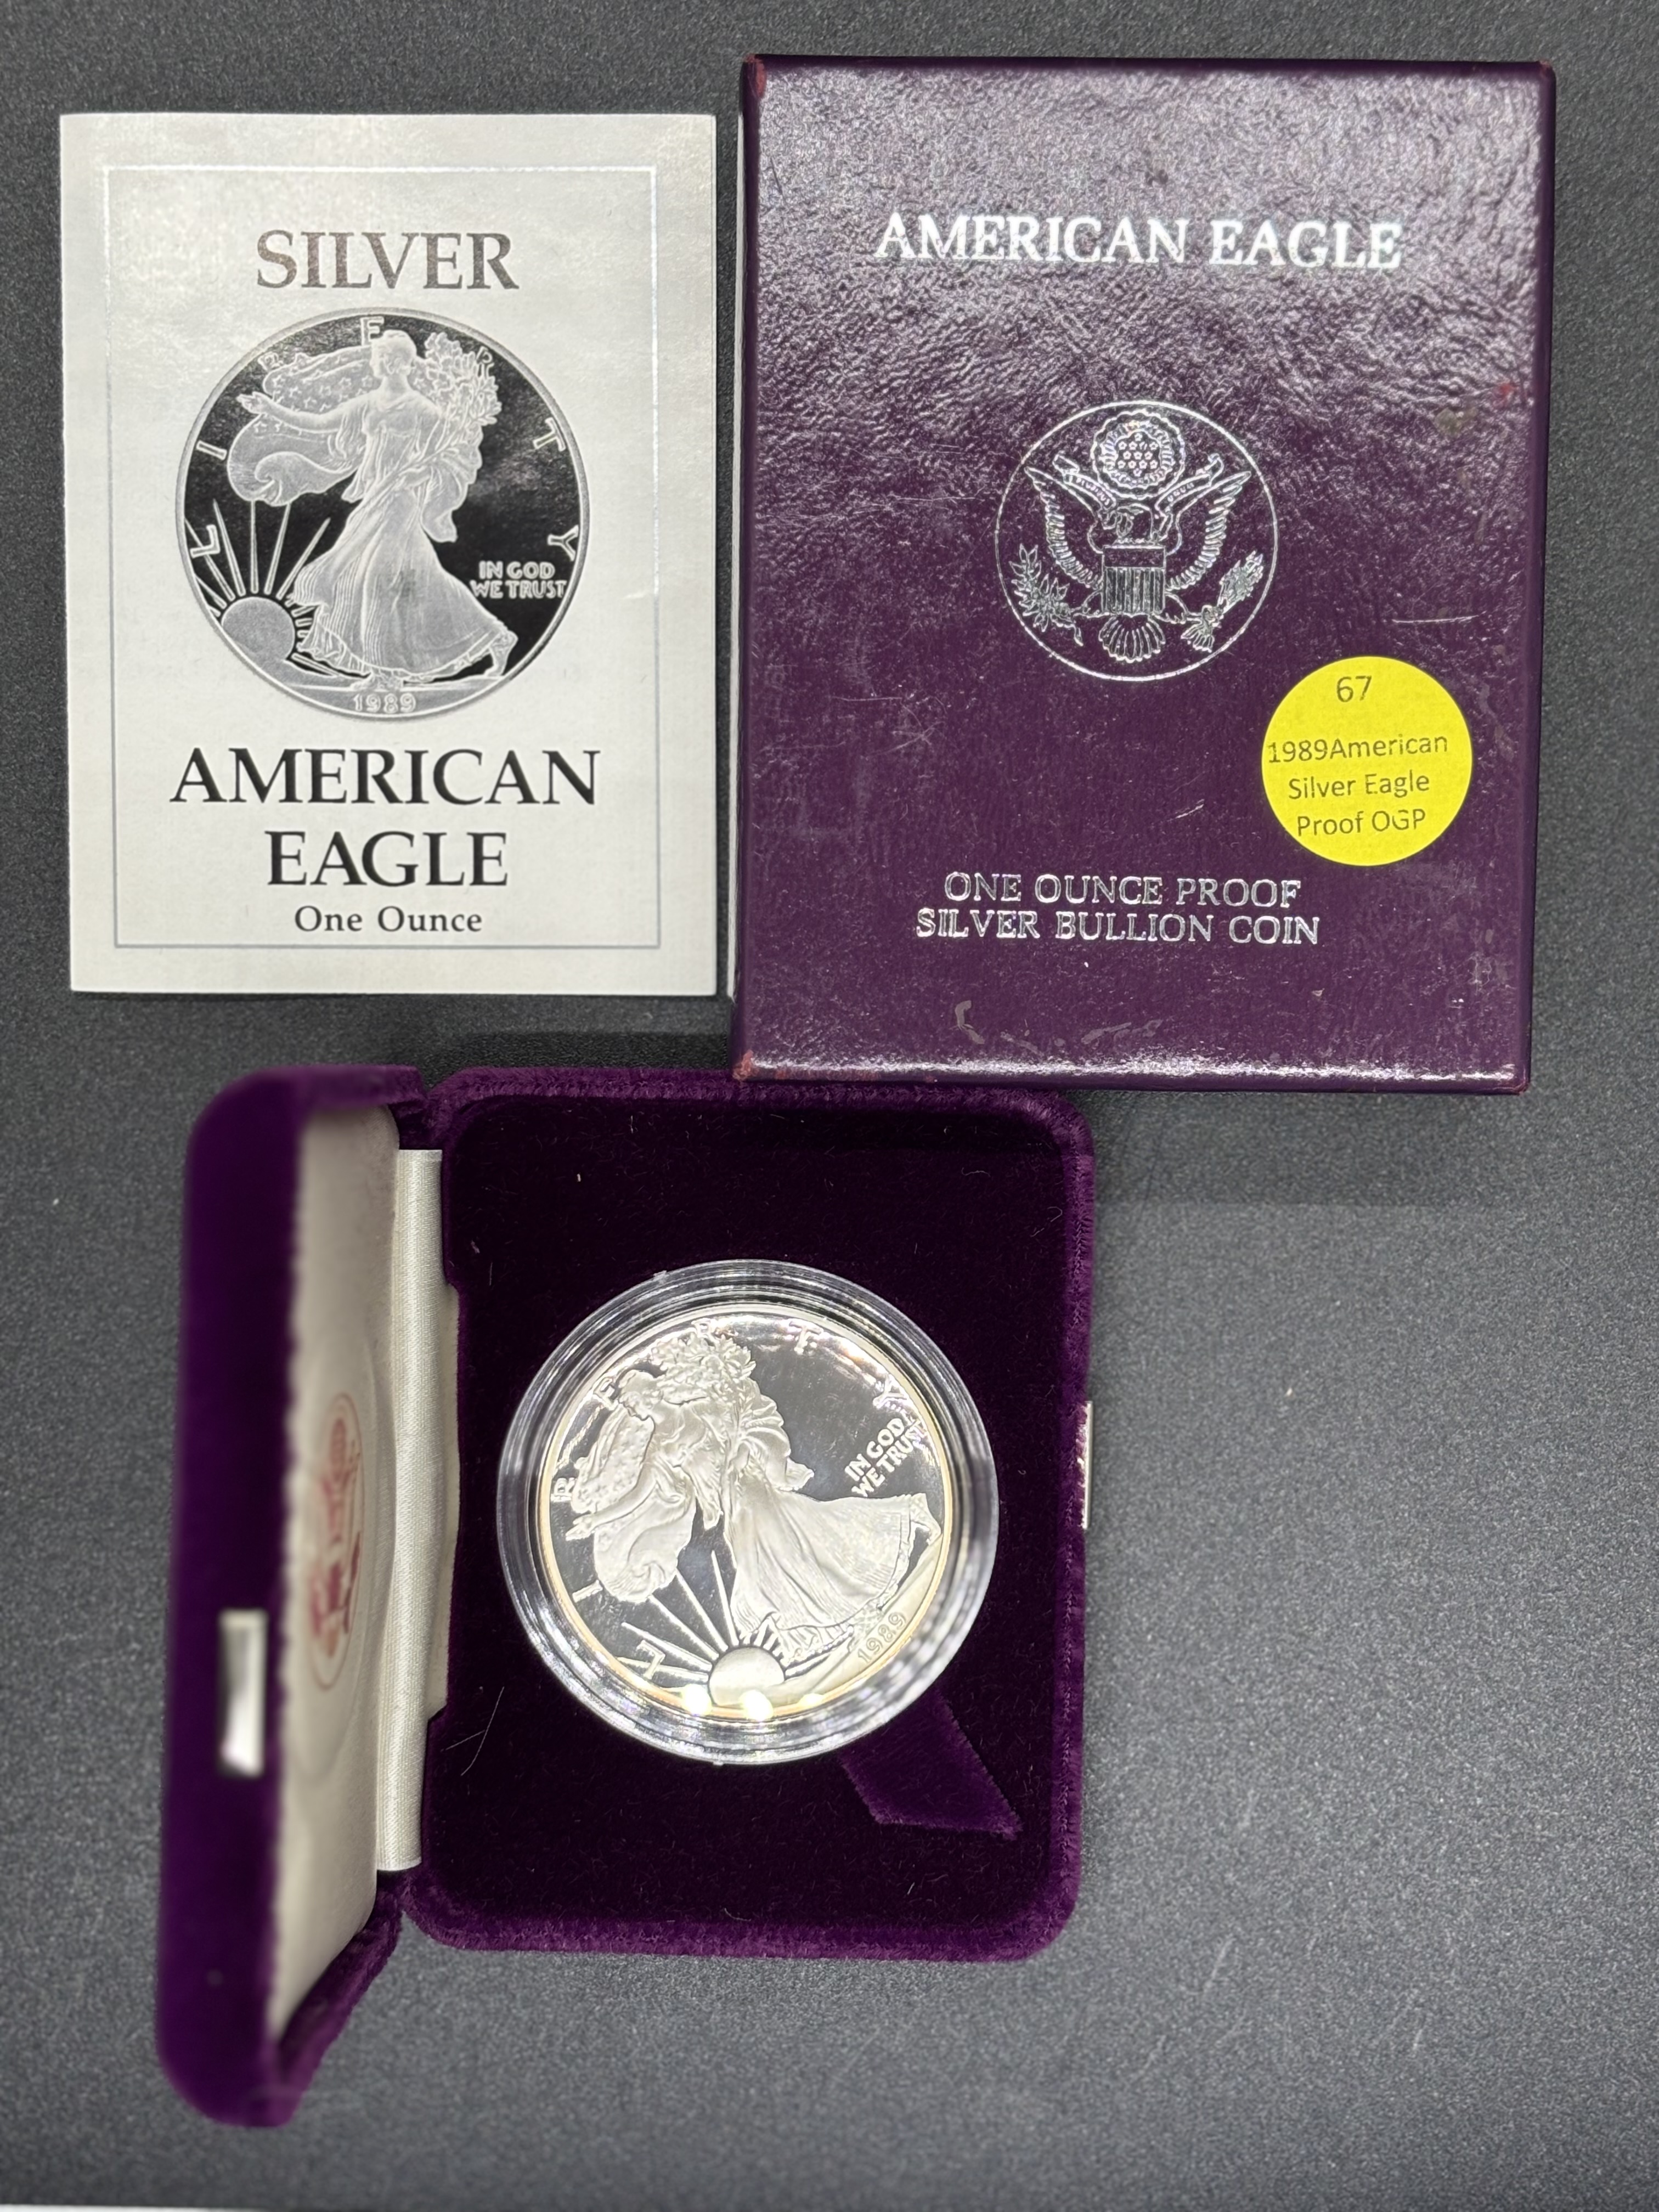 SILVER
LIBERTY
IN GOD
WE TRUST
1989
AMERICAN
EAGLE
One Ounce
AMERICAN EAGLE
67
1989American
Silver Eagle
Proof OGP
ONE OUNCE PROOF
SILVER BULLION COIN
LIBERTY
IN GOD
WE TRUST
1989